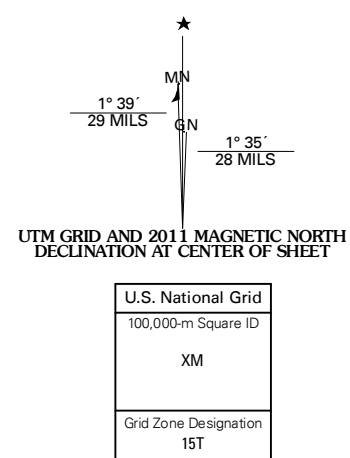 ★
MN
1° 39´
29 MILS
GN
1° 35´
28 MILS
UTM GRID AND 2011 MAGNETIC NORTH
DECLINATION AT CENTER OF SHEET
U.S. National Grid
100,000-m Square ID
XM
Grid Zone Designation
15T